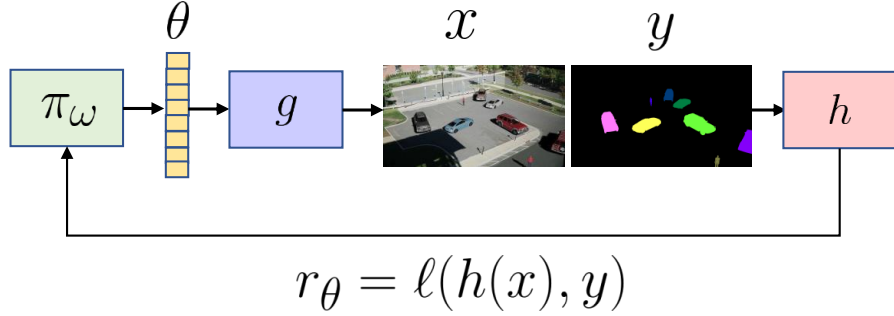 θ x y
π_ω g h
r_θ = ℓ(h(x), y)